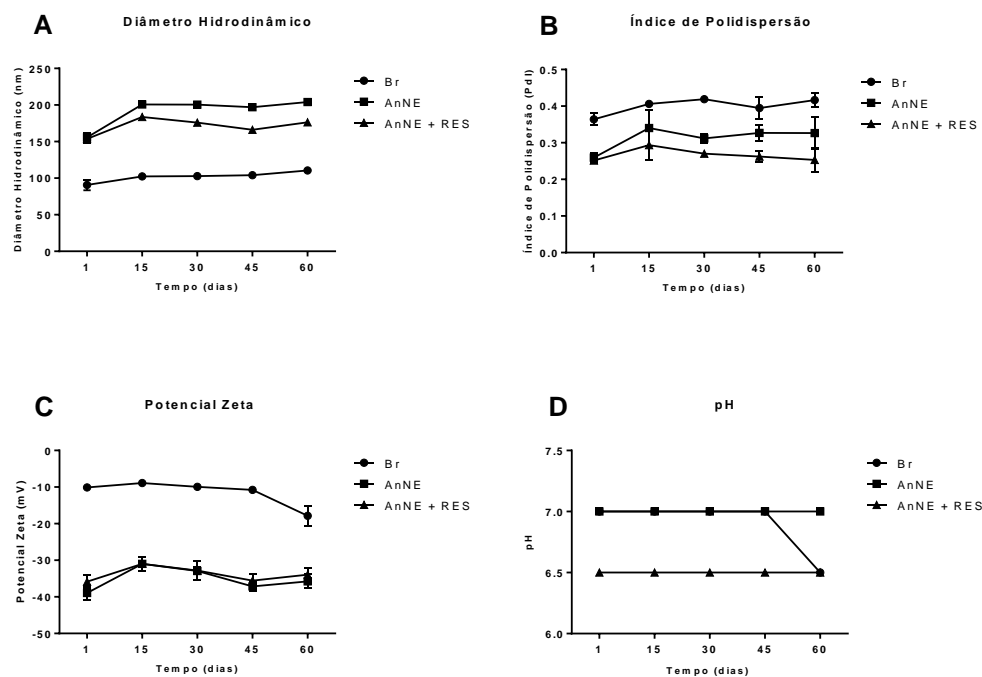 A
Diâmetro Hidrodinâmico
Diâmetro Hidrodinâmico (nm)
250
200
150
100
50
0
1 15 30 45 60
Tempo (dias)
Br
AnNE
AnNE + RES
B
Índice de Polidispersão
Índice de Polidispersão (PdI)
0.5
0.4
0.3
0.2
0.1
0.0
1 15 30 45 60
Tempo (dias)
Br
AnNE
AnNE + RES
C
Potencial Zeta
Potencial Zeta (mV)
0
-10
-20
-30
-40
-50
1 15 30 45 60
Tempo (dias)
Br
AnNE
AnNE + RES
D
pH
pH
7.5
7.0
6.5
6.0
1 15 30 45 60
Tempo (dias)
Br
AnNE
AnNE + RES